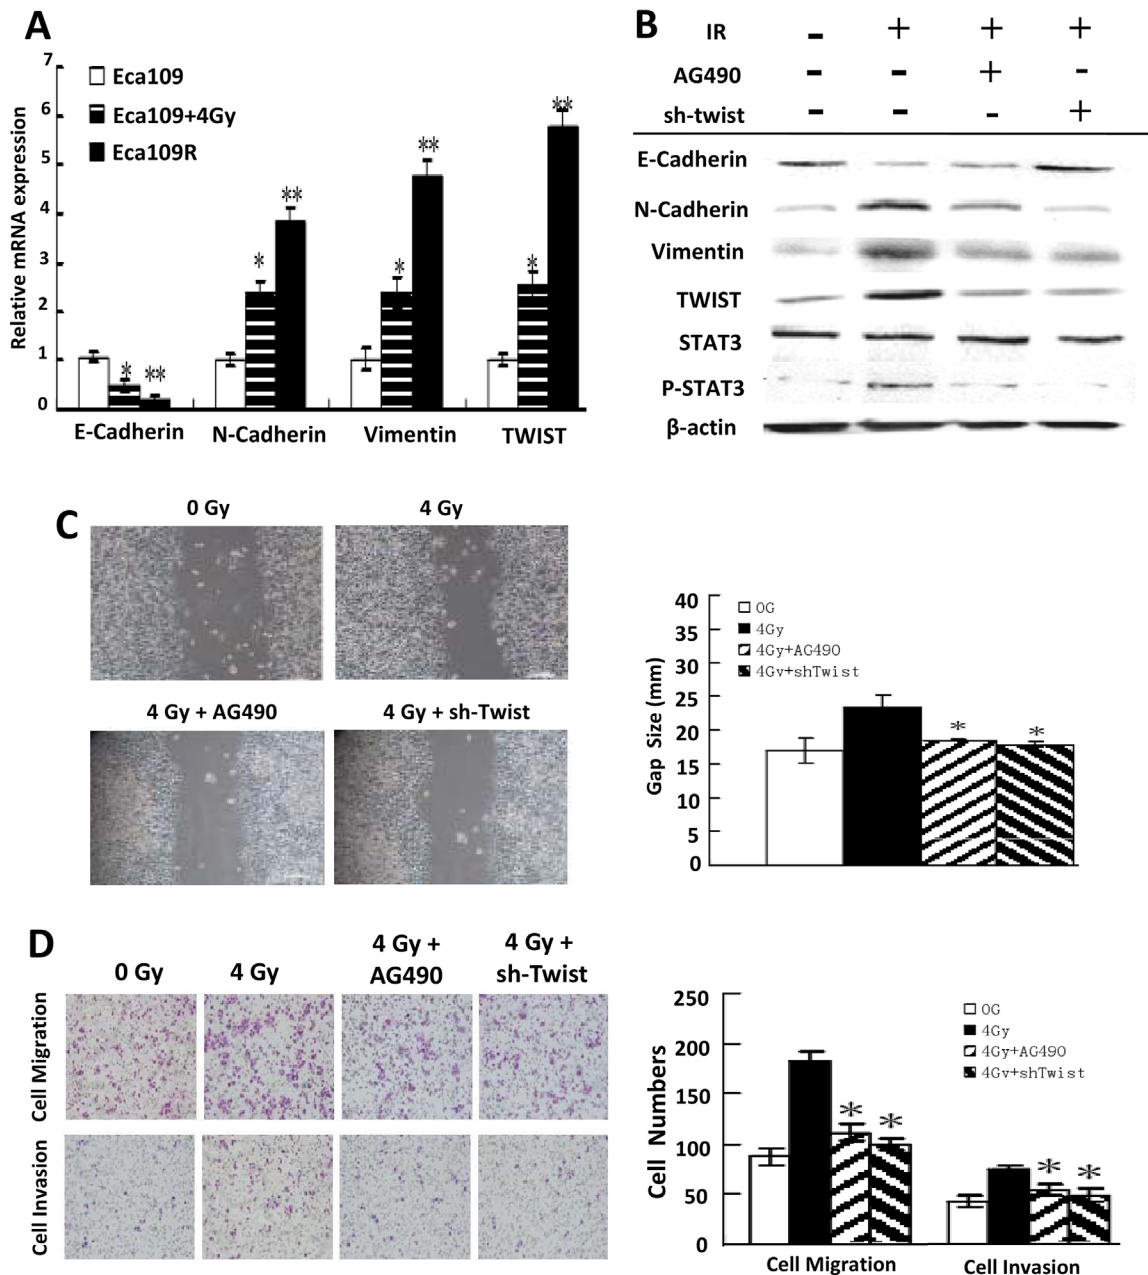 A
7
6
5
4
3
2
1
0
Relative mRNA expression
Eca109
Eca109+4Gy
Eca109R
* **
* **
* **
* **
E-Cadherin N-Cadherin Vimentin TWIST
B
IR - + + +
AG490 - - + -
sh-twist - - - +
E-Cadherin
N-Cadherin
Vimentin
TWIST
STAT3
P-STAT3
β-actin
C
0 Gy 4 Gy
4 Gy + AG490 4 Gy + sh-Twist
40
35
30
25
20
15
10
5
0
Gap Size (mm)
OG
4Gy
4Gy+AG490
4Gy+shTwist
* *
D
0 Gy 4 Gy 4 Gy +
AG490 4 Gy +
sh-Twist
Cell Migration
Cell Invasion
250
200
150
100
50
0
Cell Numbers
OG
4Gy
4Gy+AG490
4Gy+shTwist
* *
* *
Cell Migration Cell Invasion